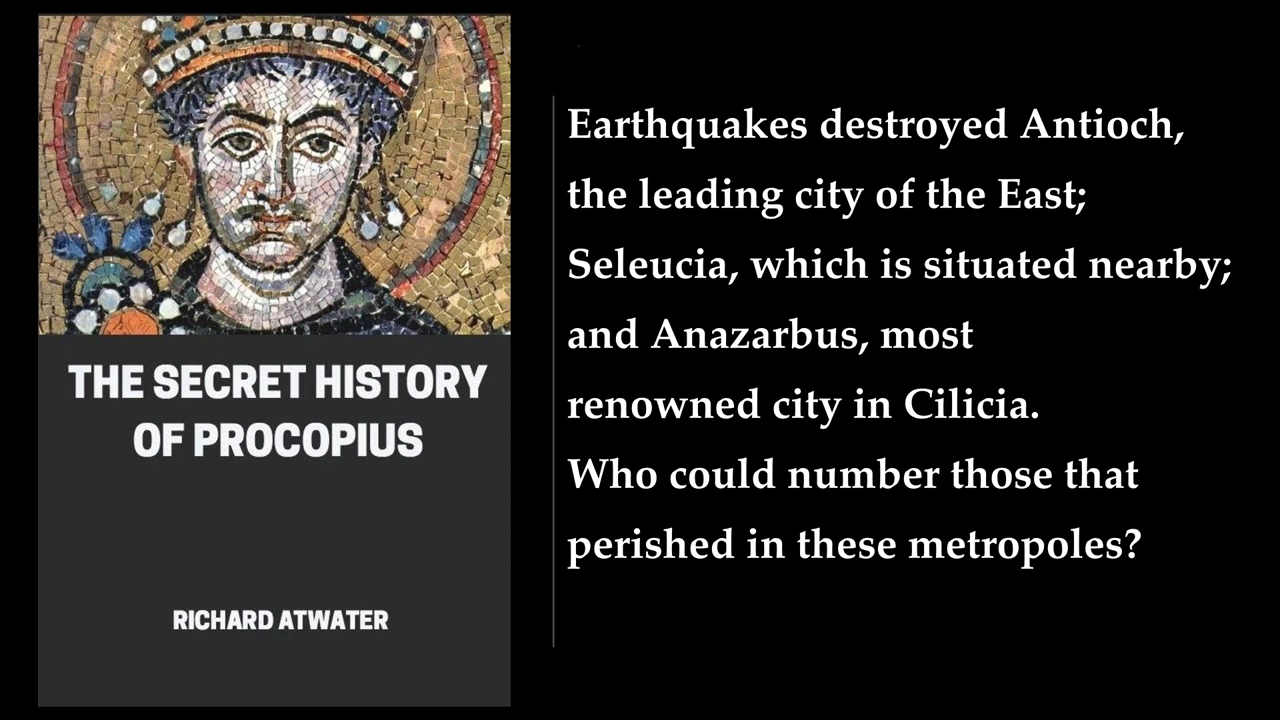 THE SECRET HISTORY
OF PROCOPIUS
RICHARD ATWATER
Earthquakes destroyed Antioch,
the leading city of the East;
Seleucia, which is situated nearby;
and Anazarbus, most
renowned city in Cilicia.
Who could number those that
perished in these metropoles?